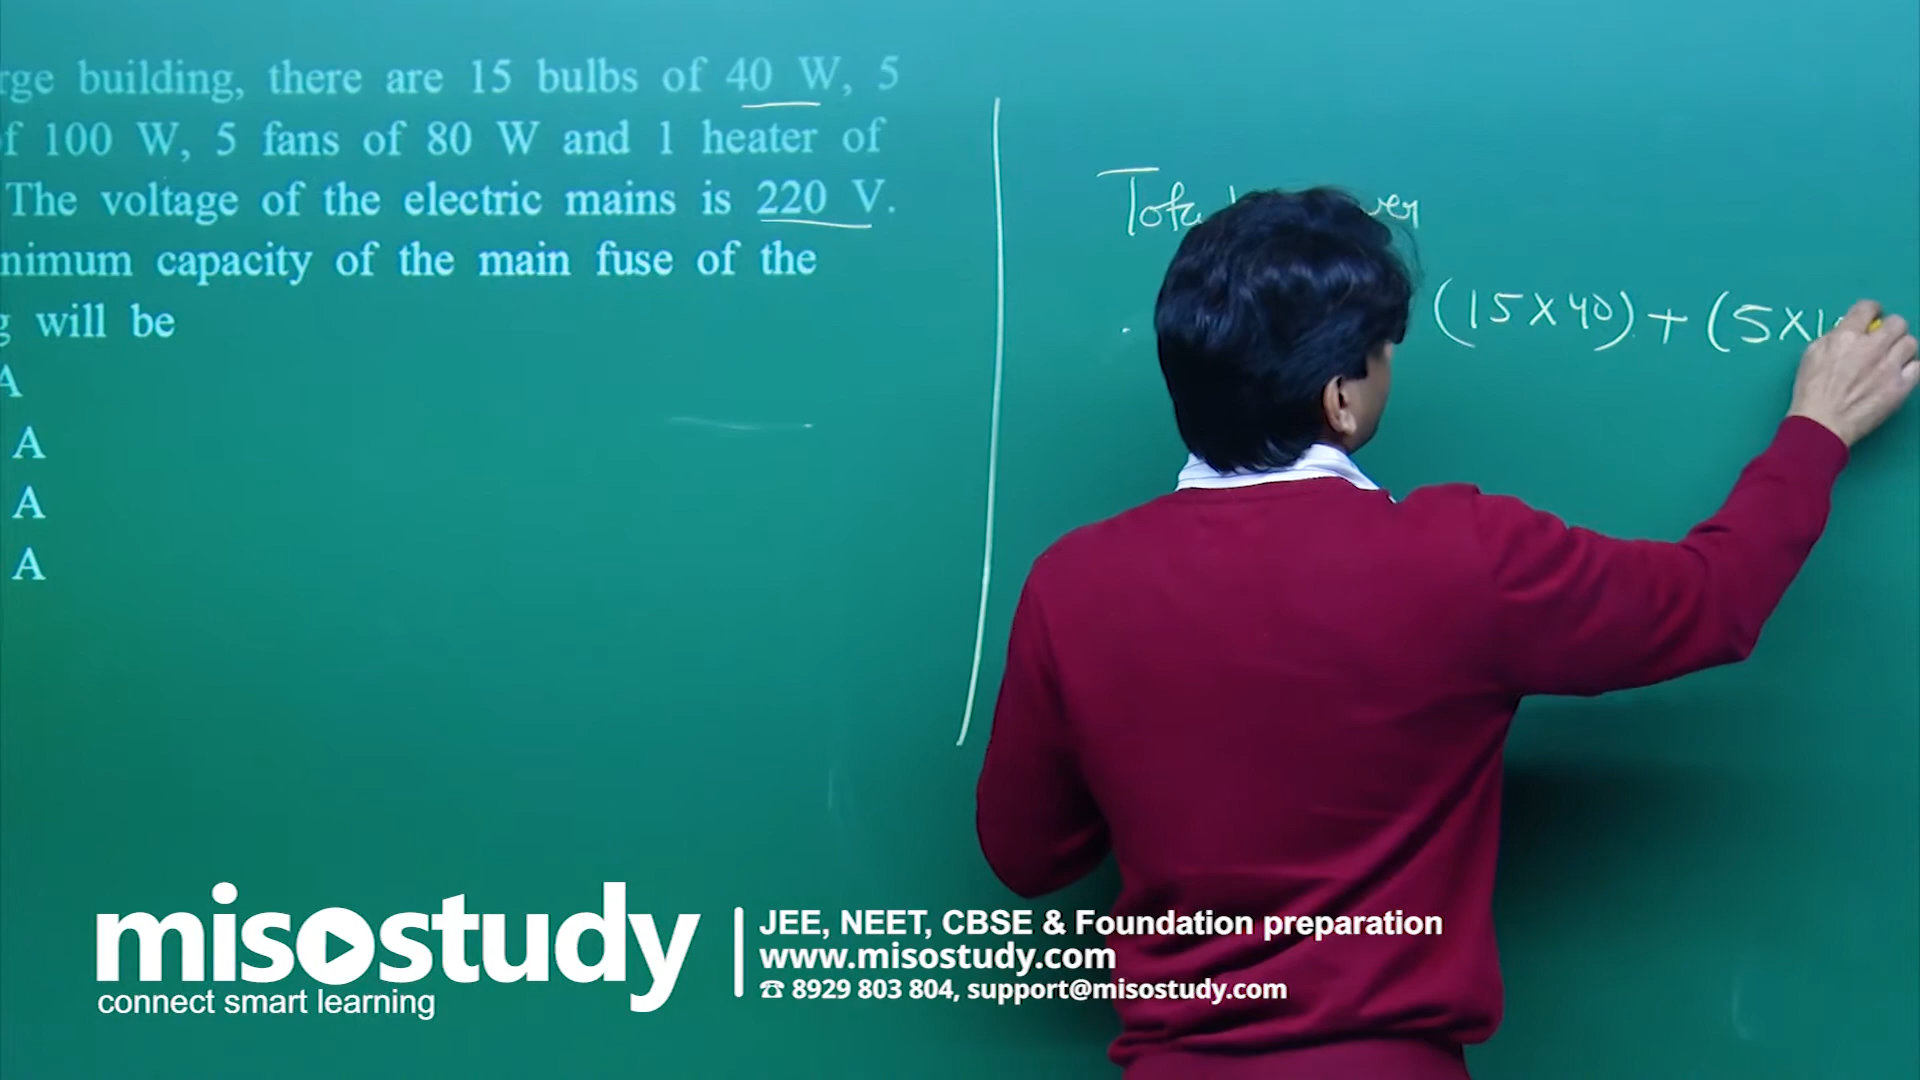 rge building, there are 15 bulbs of 40 W, 5
f 100 W, 5 fans of 80 W and 1 heater of
The voltage of the electric mains is 220 V.
nimum capacity of the main fuse of the
g will be
A
A
A
A
(15×40) + (5×1
misostudy
connect smart learning
JEE, NEET, CBSE & Foundation preparation
www.misostudy.com
☎ 8929 803 804, support@misostudy.com